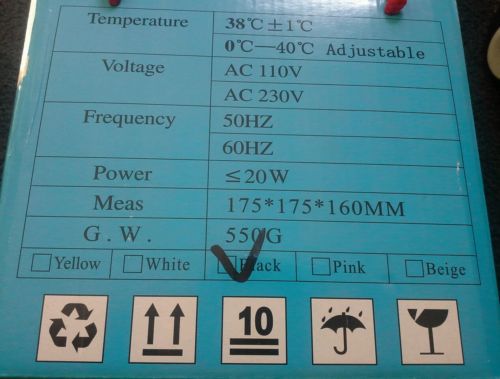 Temperature 38℃±1℃
0℃—40℃ Adjustable
Voltage AC 110V
AC 230V
Frequency 50HZ
60HZ
Power ≤20W
Meas 175*175*160MM
G.W. 550G
Yellow White Black Pink Beige
10